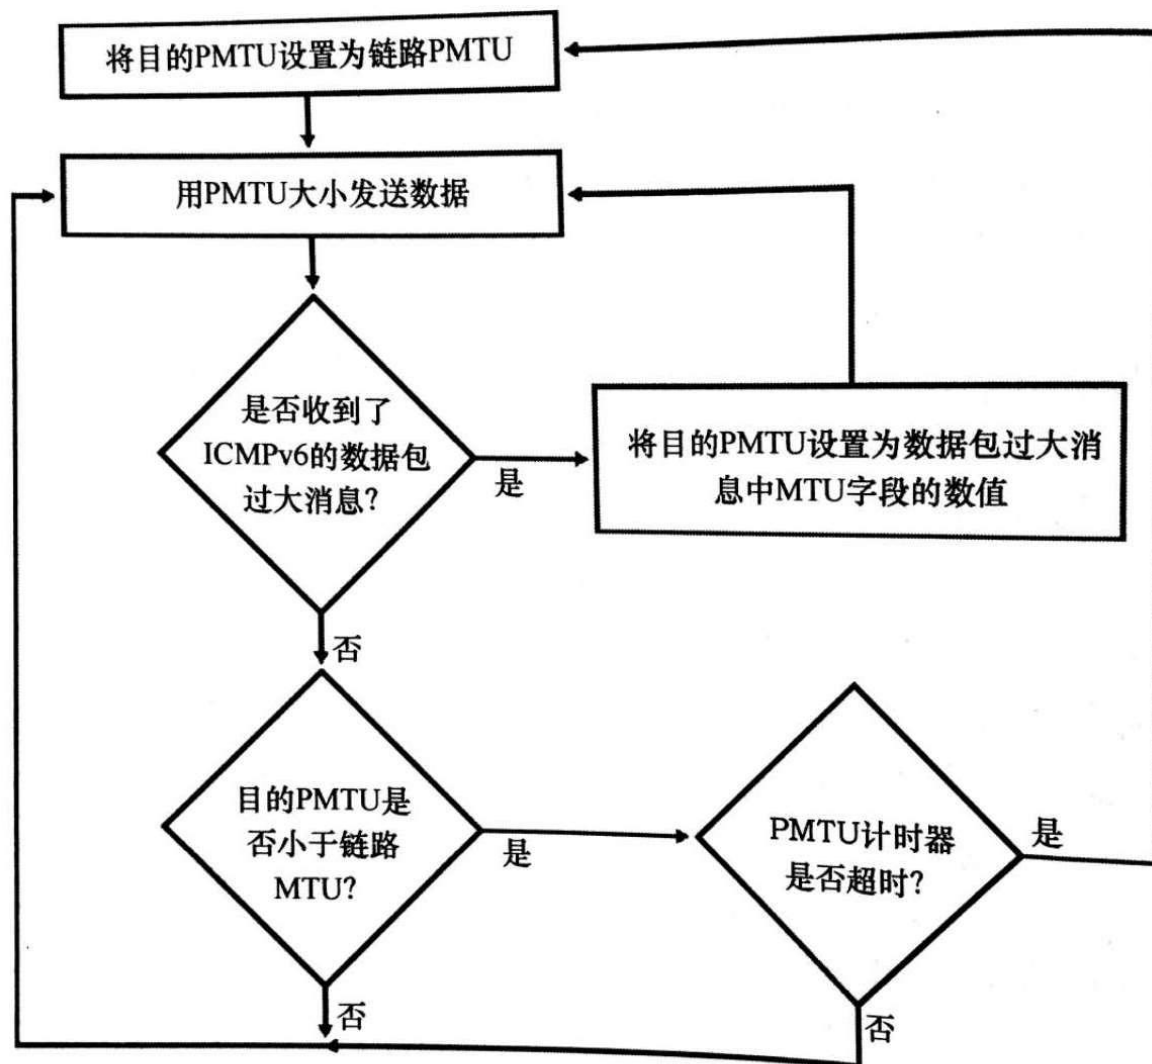 将目的PMTU设置为链路PMTU
用PMTU大小发送数据
是否收到了
ICMPv6的数据包
过大消息?
是
将目的PMTU设置为数据包过大消
息中MTU字段的数值
否
目的PMTU是
否小于链路
MTU?
是
PMTU计时器
是否超时?
是
否
否